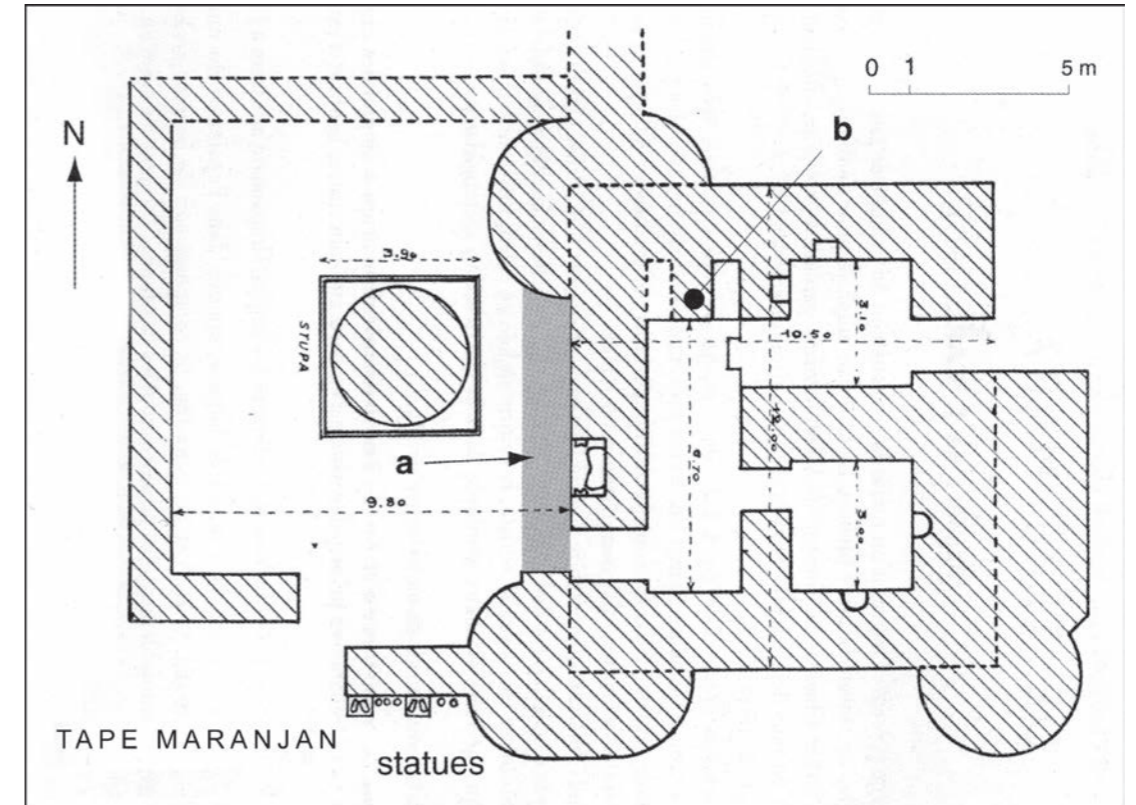 0 1 5 m
N
b
3.90
STUPA
3.10
10.50
a
12.00
6.70
9.80
3.00
TAPE MARANJAN
statues